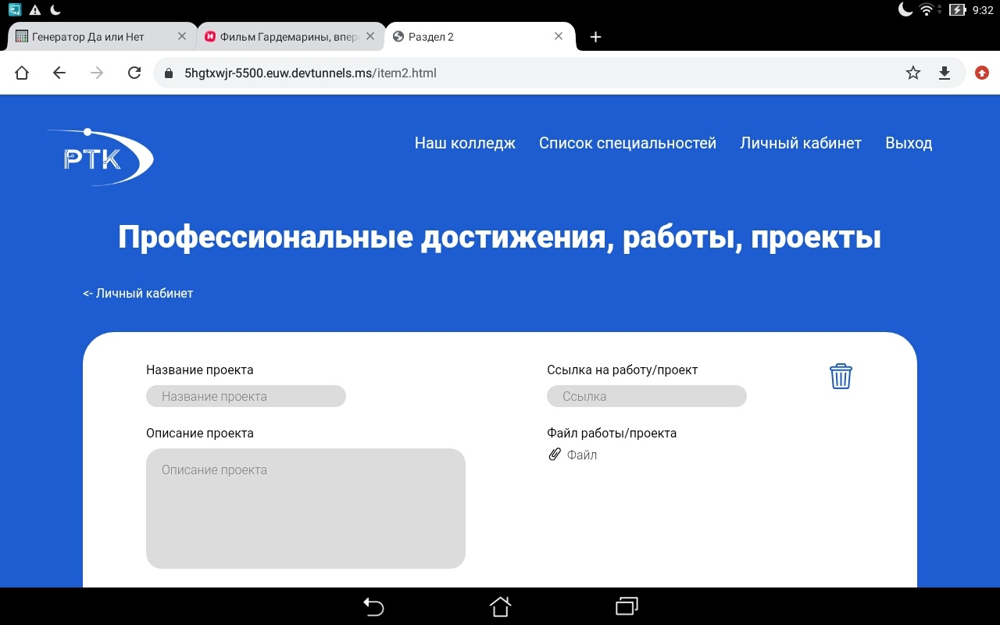 9:32
Генератор Да или Нет
Фильм Гардемарины, впер
Раздел 2
5hgtxwjr-5500.euw.devtunnels.ms/item2.html
РТК
Наш колледж Список специальностей Личный кабинет Выход
Профессиональные достижения, работы, проекты
<- Личный кабинет
Название проекта
Название проекта
Ссылка на работу/проект
Ссылка
Описание проекта
Описание проекта
Файл работы/проекта
Файл